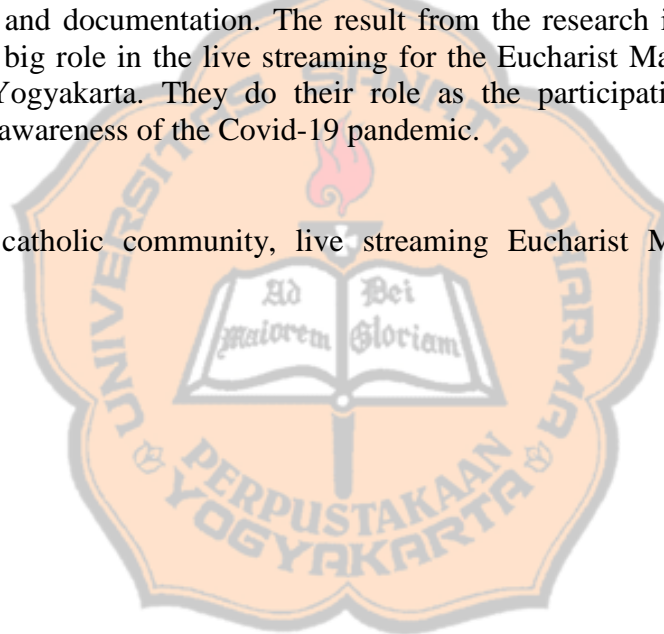 and documentation. The result from the research i
big role in the live streaming for the Eucharist Ma
Yogyakarta. They do their role as the participati
awareness of the Covid-19 pandemic.
catholic community, live streaming Eucharist M
UNIVERSITAS SANATA DHARMA
Ad Dei
Maiorem Gloriam
PERPUSTAKAAN
YOGYAKARTA